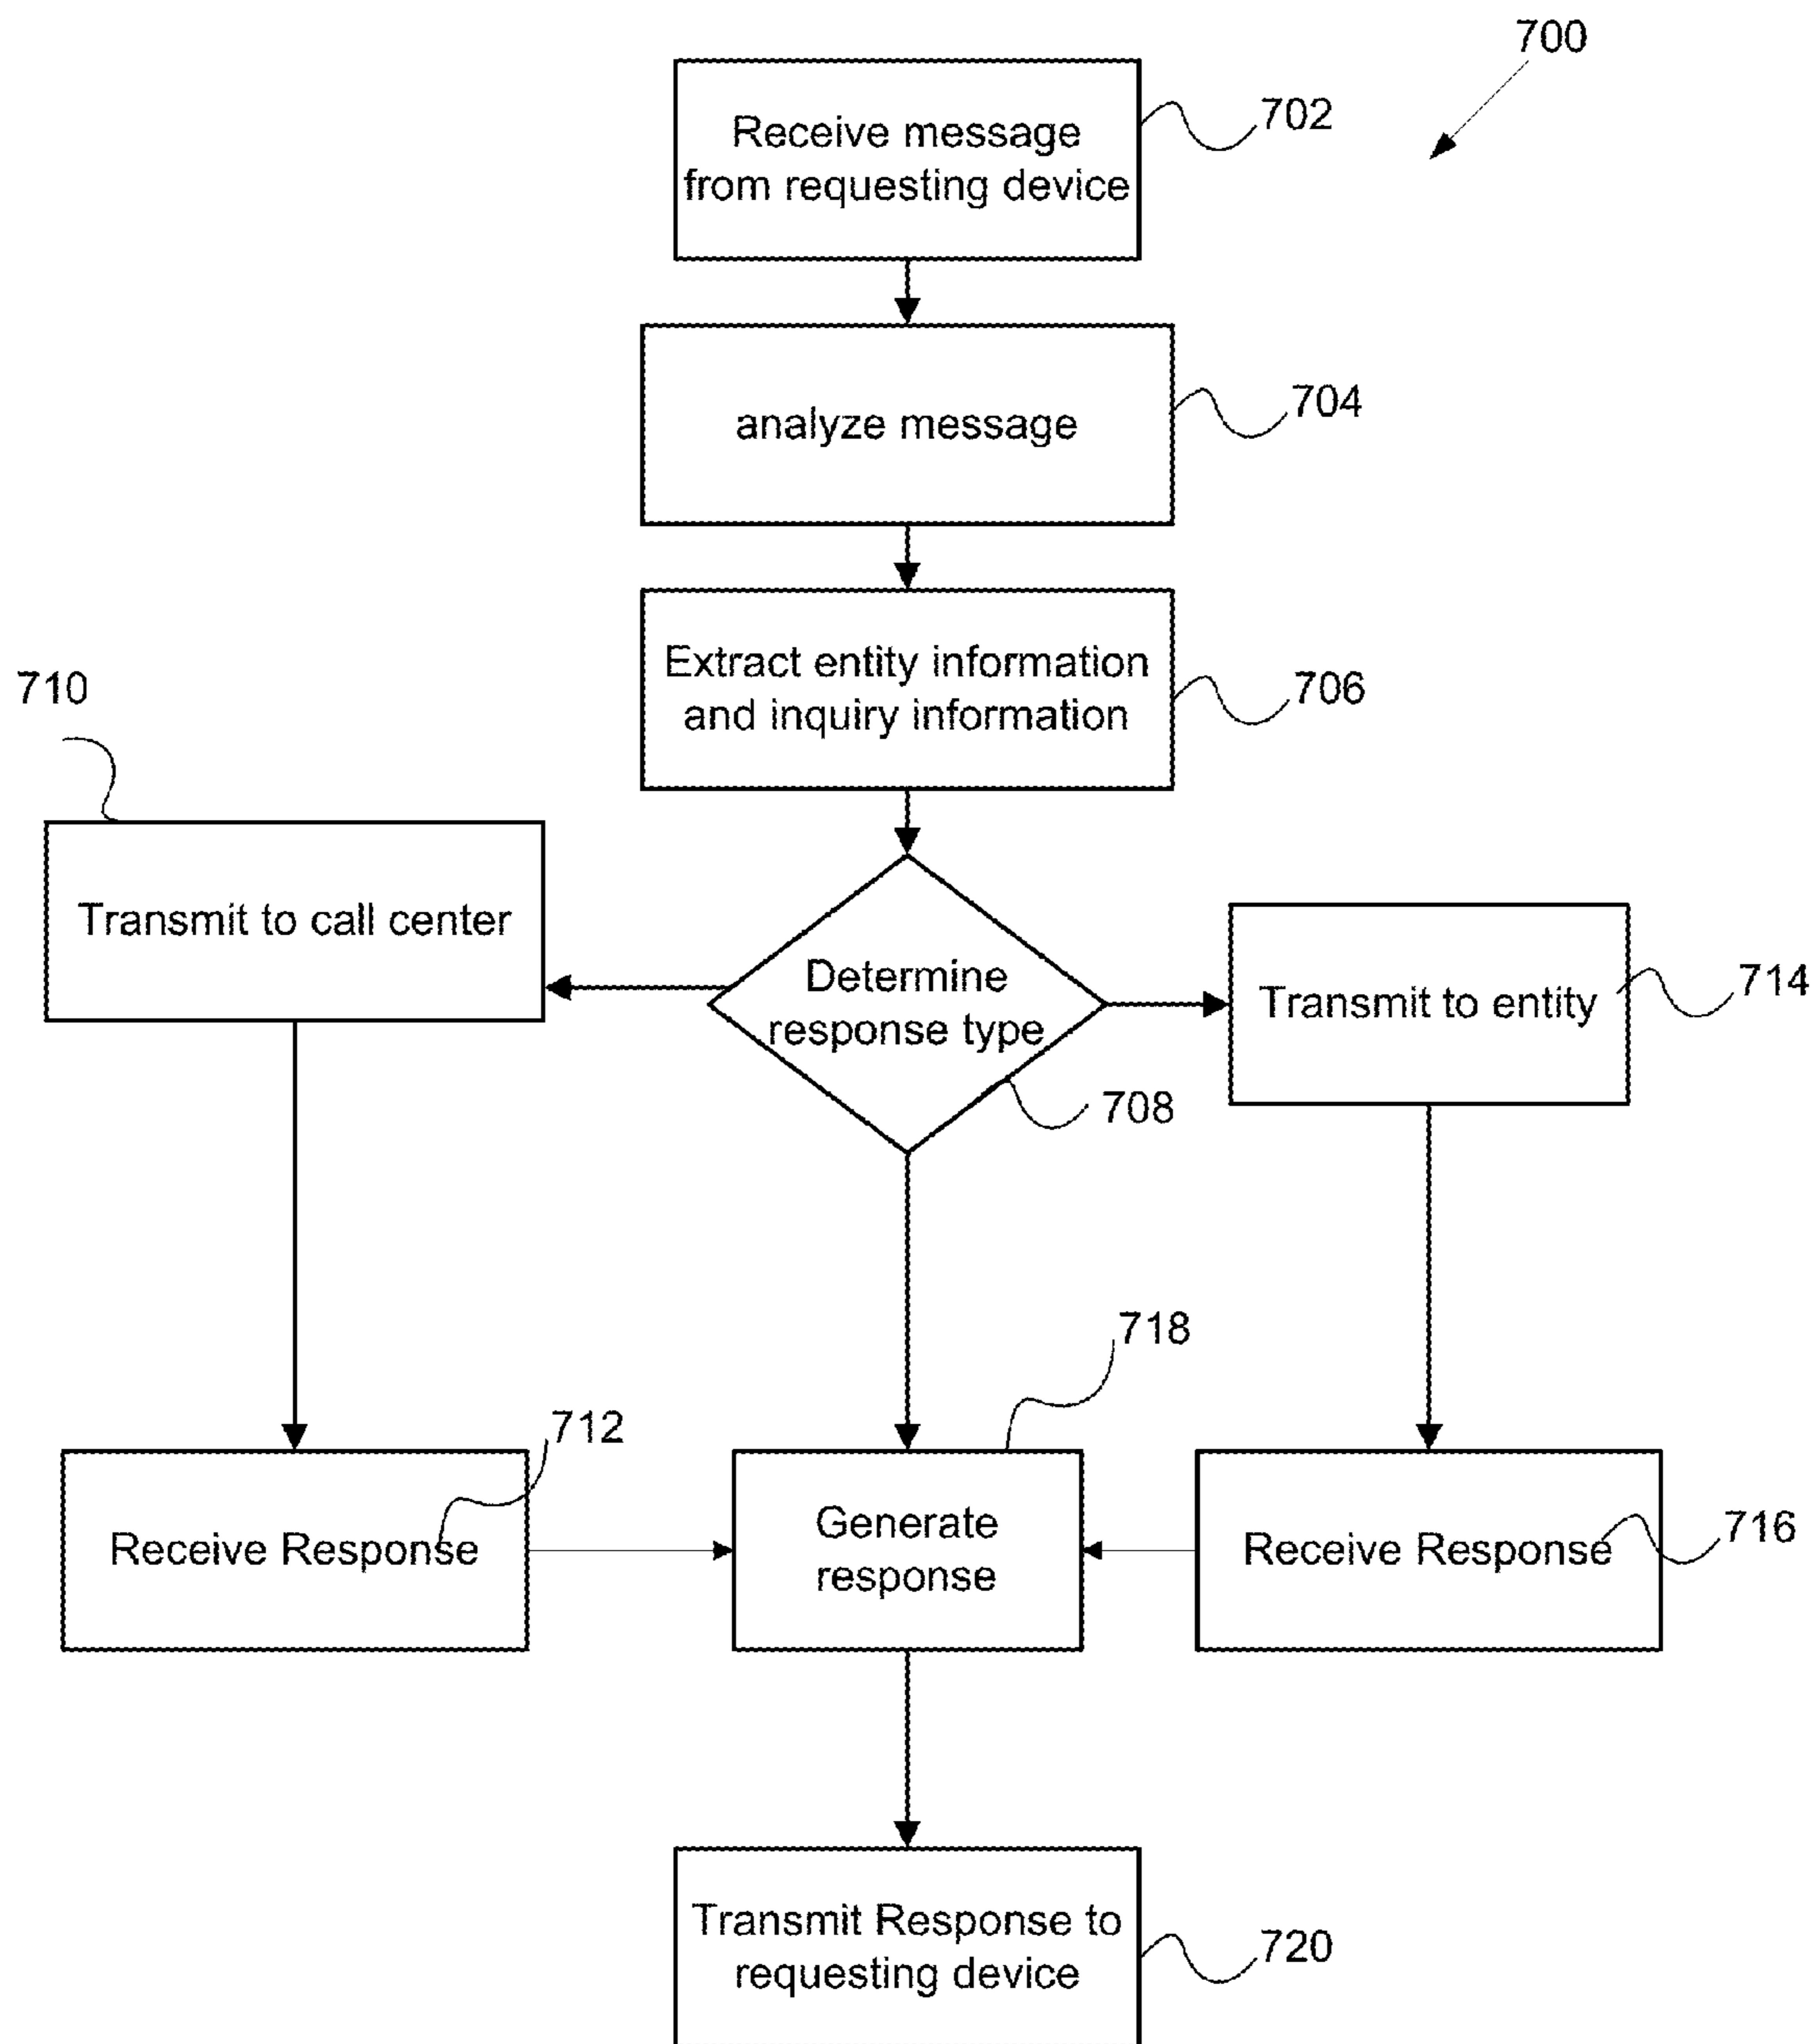 700
Receive message
from requesting device
702
analyze message
704
Extract entity information
and inquiry information
706
710
Transmit to call center
Determine
response type
708
Transmit to entity
714
718
712
Receive Response
Generate
response
Receive Response
716
Transmit Response to
requesting device
720